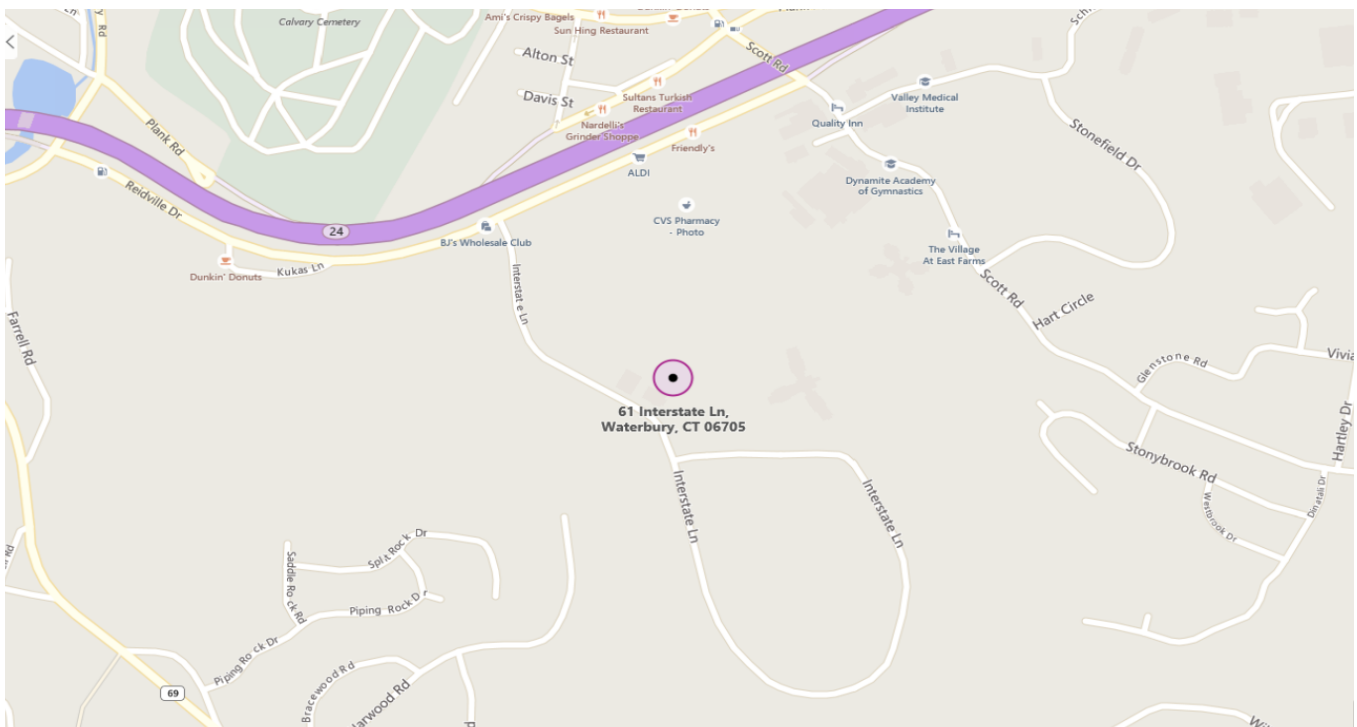 Calvary Cemetery
Ami's Crispy Bagels
Sun Hing Restaurant
Scott Rd
Alton St
Davis St
Sultans Turkish
Restaurant
Nardelli's
Grinder Shoppe
Friendly's
ALDI
Valley Medical
Institute
Quality Inn
Stonefield Dr
Plank Rd
Reidville Dr
Dynamite Academy
of Gymnastics
CVS Pharmacy
- Photo
24
BJ's Wholesale Club
The Village
At East Farms
Dunkin' Donuts
Kukas Ln
Interstate Ln
Scott Rd
Hart Circle
Farrell Rd
Glenstone Rd
Vivia
61 Interstate Ln,
Waterbury, CT 06705
Hartley Dr
Stonybrook Rd
Interstate Ln
Interstate Ln
Westbrook Dr
Dinatali Dr
Split Rock Dr
Saddle Rock Rd
Piping Rock Dr
Piping Rock Dr
Bracewood Rd
arwood Rd
69